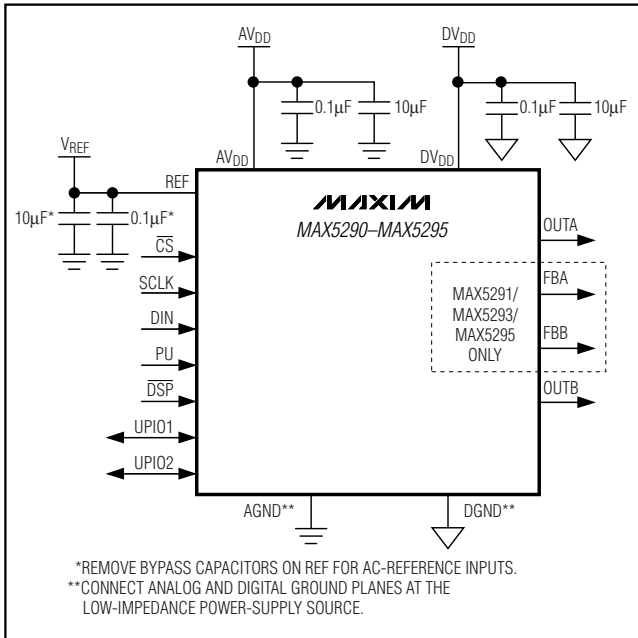 AVDD
DVDD
0.1µF
10µF
0.1µF
10µF
VREF
AVDD
DVDD
REF
MAXIM
MAX5290–MAX5295
10µF*
0.1µF*
CS
OUTA
SCLK
FBA
MAX5291/
MAX5293/
MAX5295
ONLY
DIN
FBB
PU
DSP
OUTB
UPIO1
UPIO2
AGND**
DGND**
*REMOVE BYPASS CAPACITORS ON REF FOR AC-REFERENCE INPUTS.
**CONNECT ANALOG AND DIGITAL GROUND PLANES AT THE
LOW-IMPEDANCE POWER-SUPPLY SOURCE.